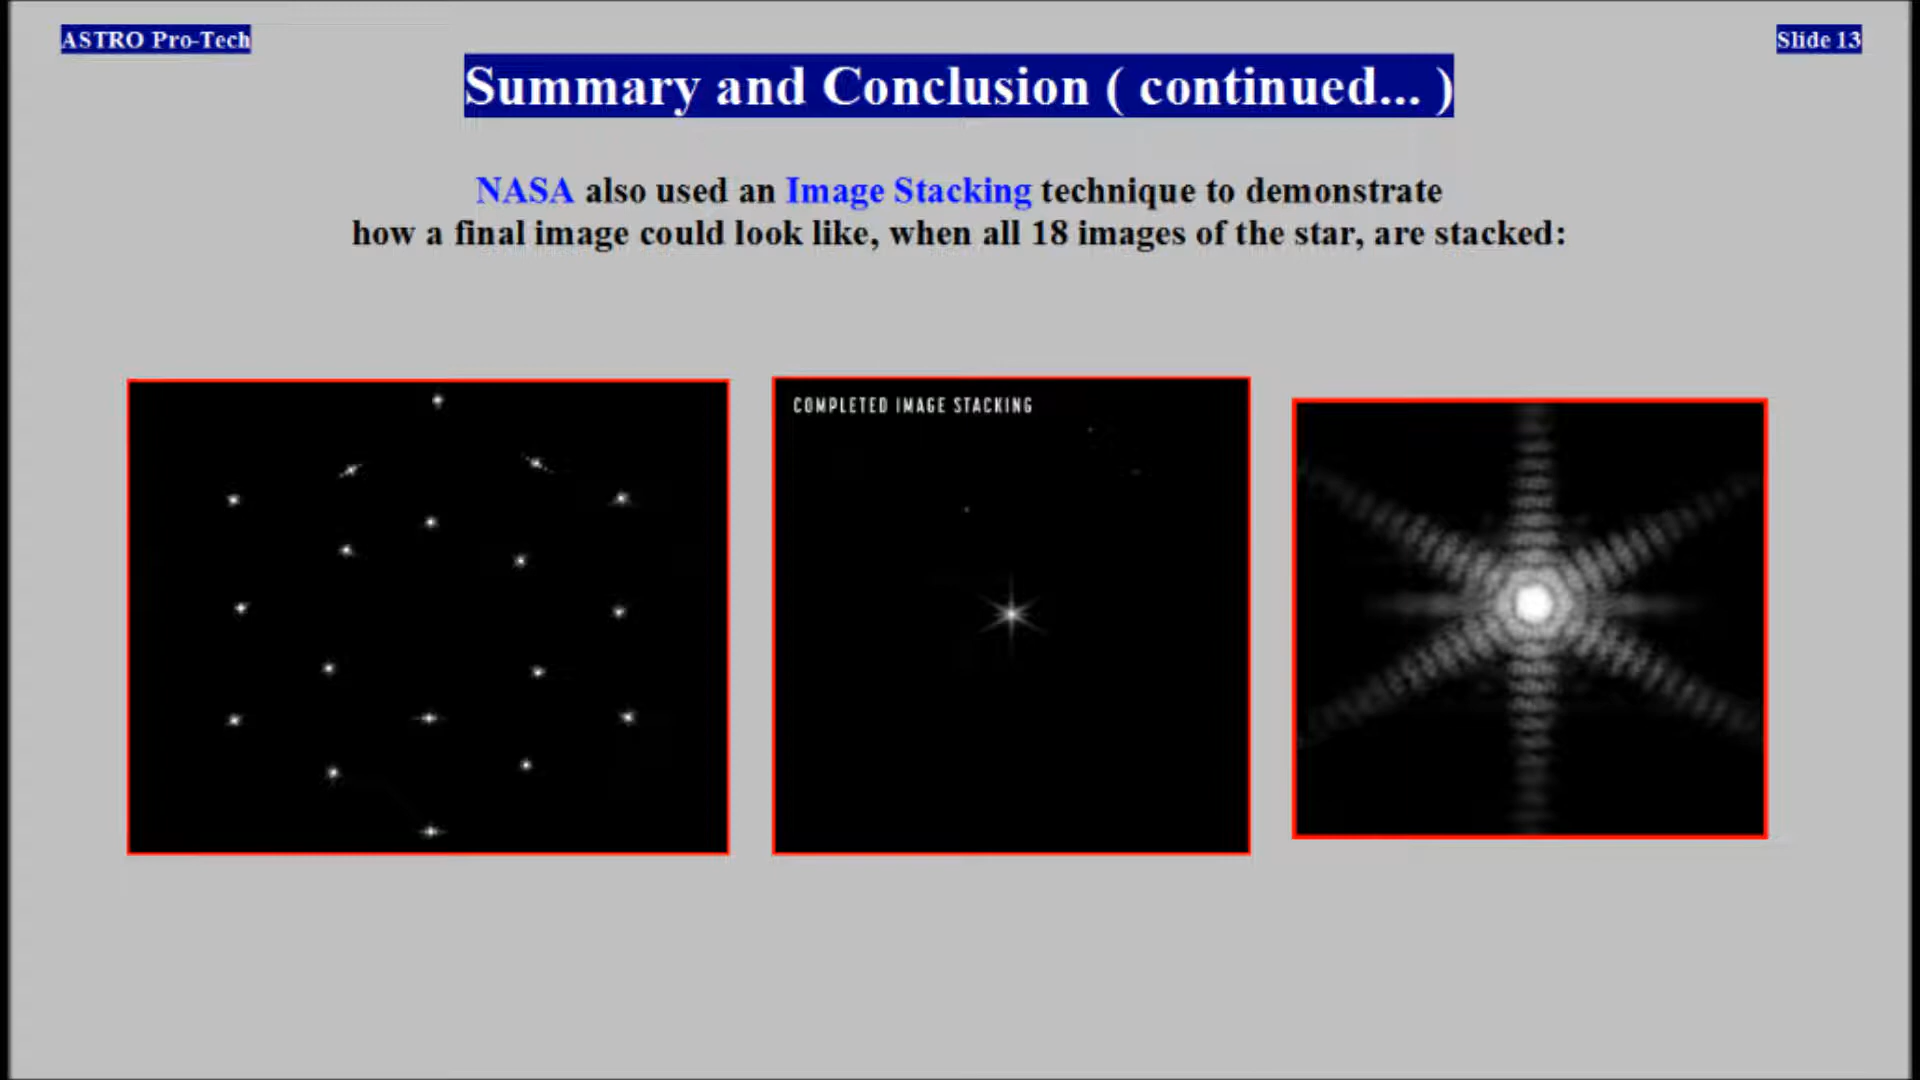 ASTRO Pro-Tech
Slide 13
Summary and Conclusion ( continued... )
NASA also used an Image Stacking technique to demonstrate
how a final image could look like, when all 18 images of the star, are stacked:
COMPLETED IMAGE STACKING